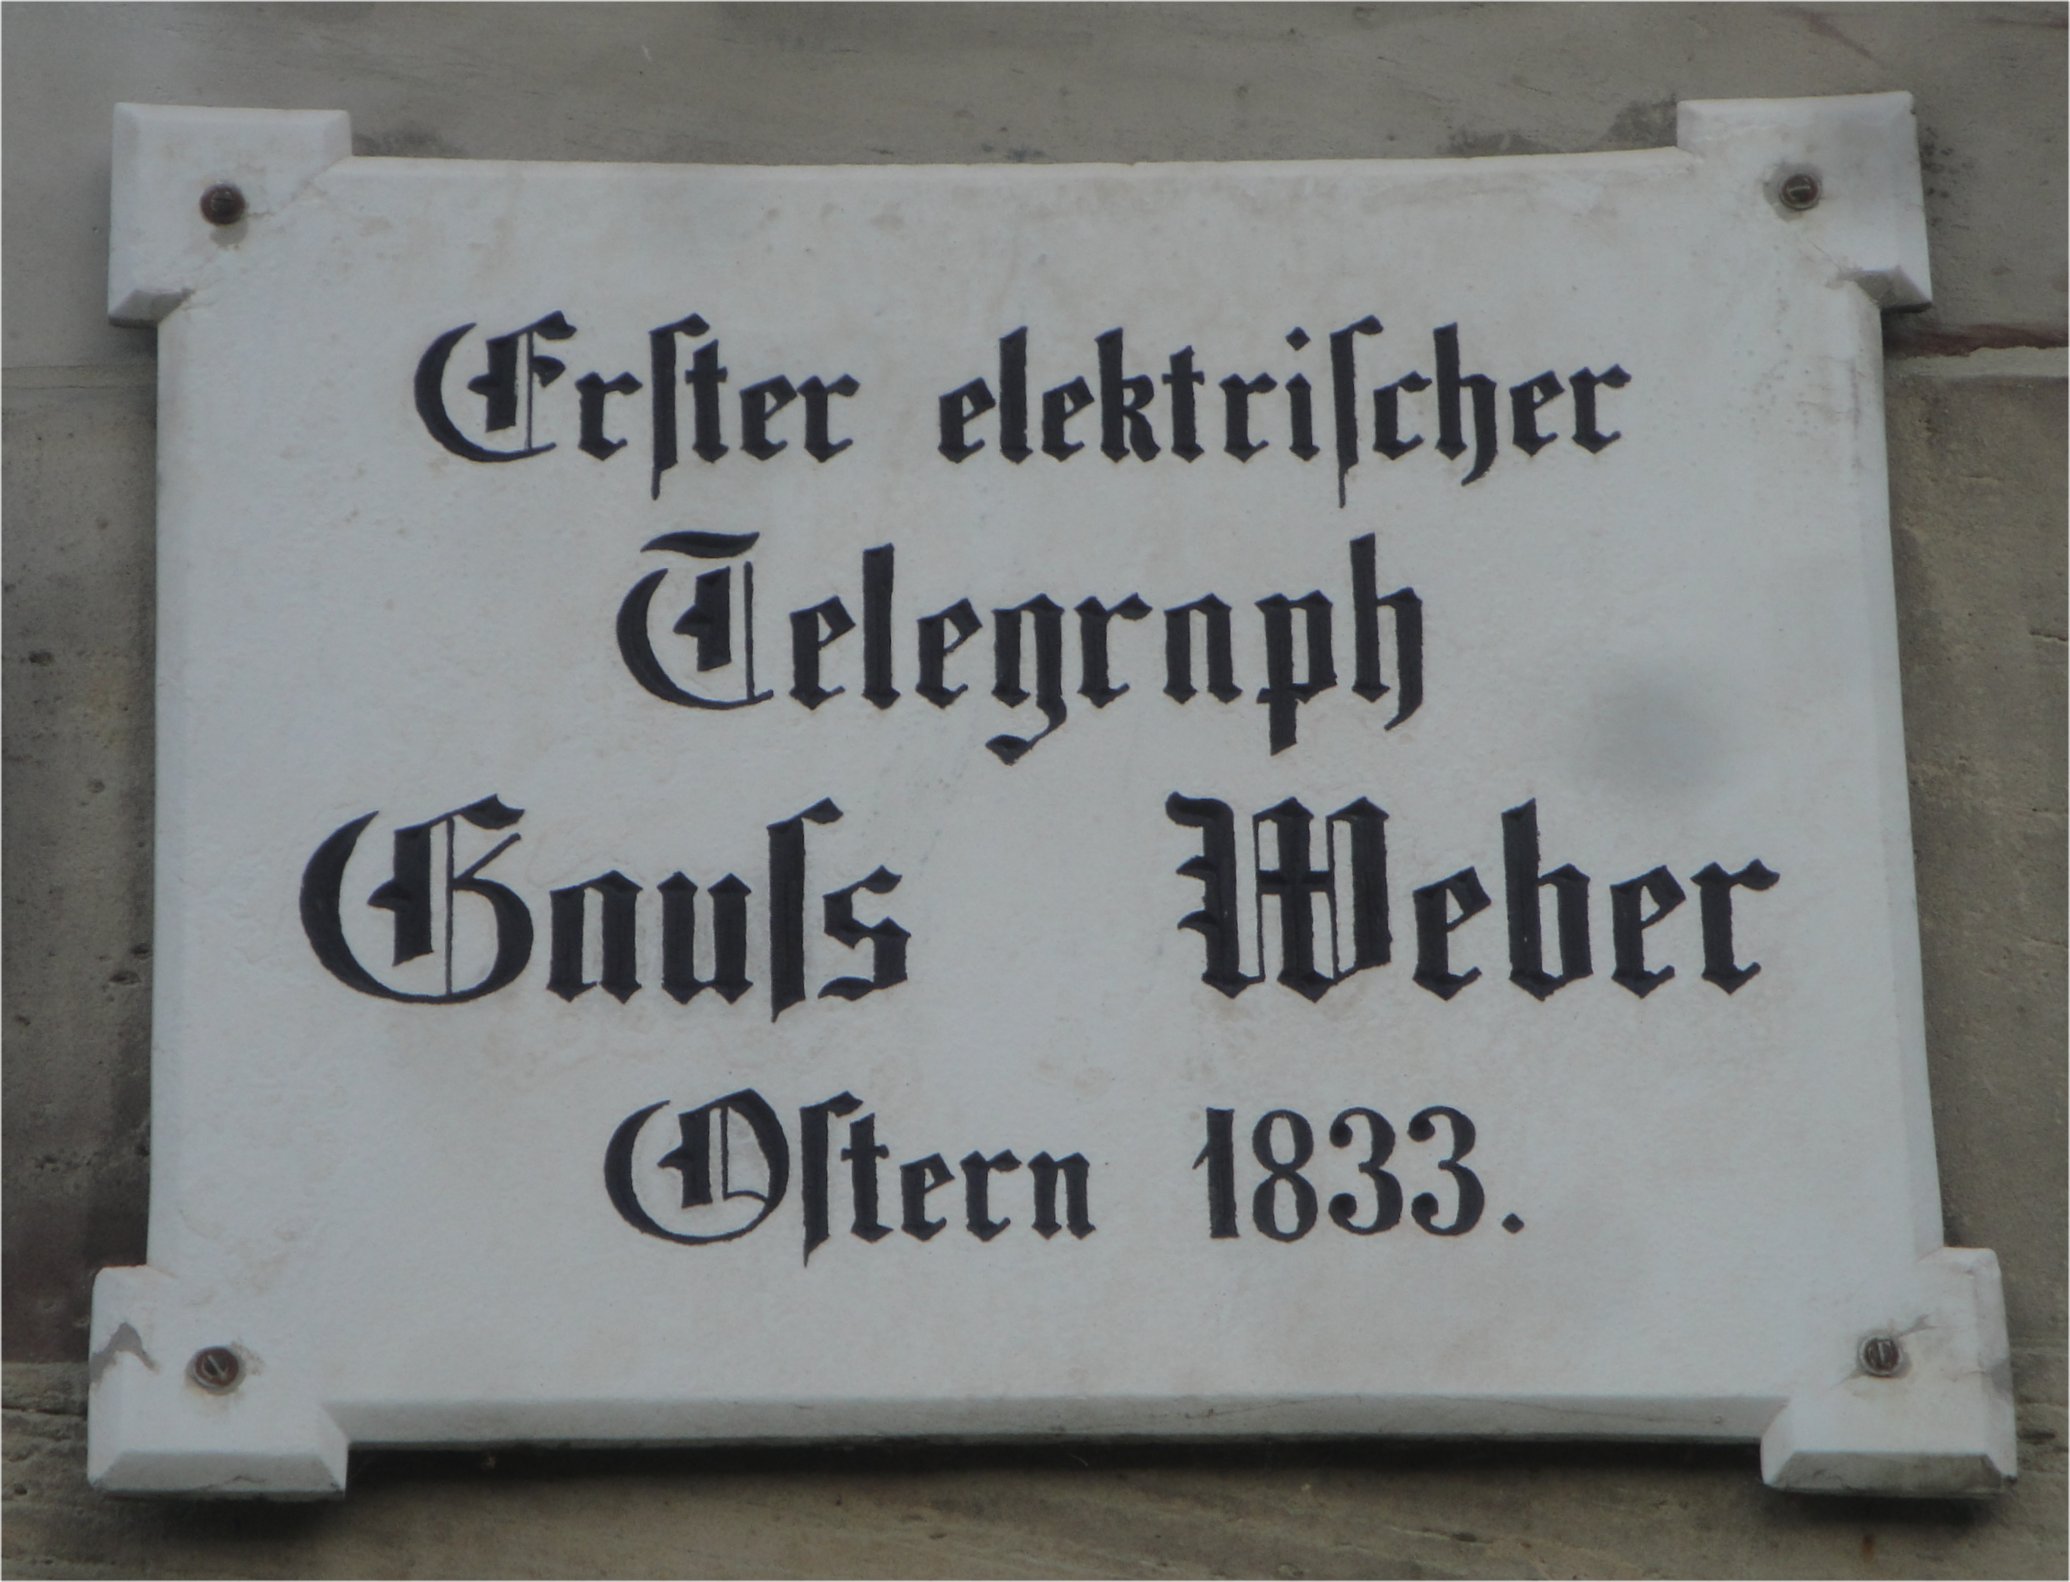 Erſter elektriſcher
Telegraph
Gauſs Weber
Oſtern 1833.